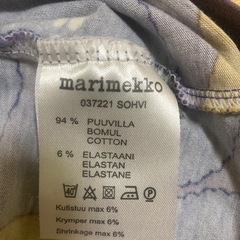 marimekko
037221 SOHVI
94 % PUUVILLA
BOMUL
COTTON
6 % ELASTAANI
ELASTAN
ELASTANE
Kutistuu max 6%
Krymper max 6%
Shrinkage max 6%